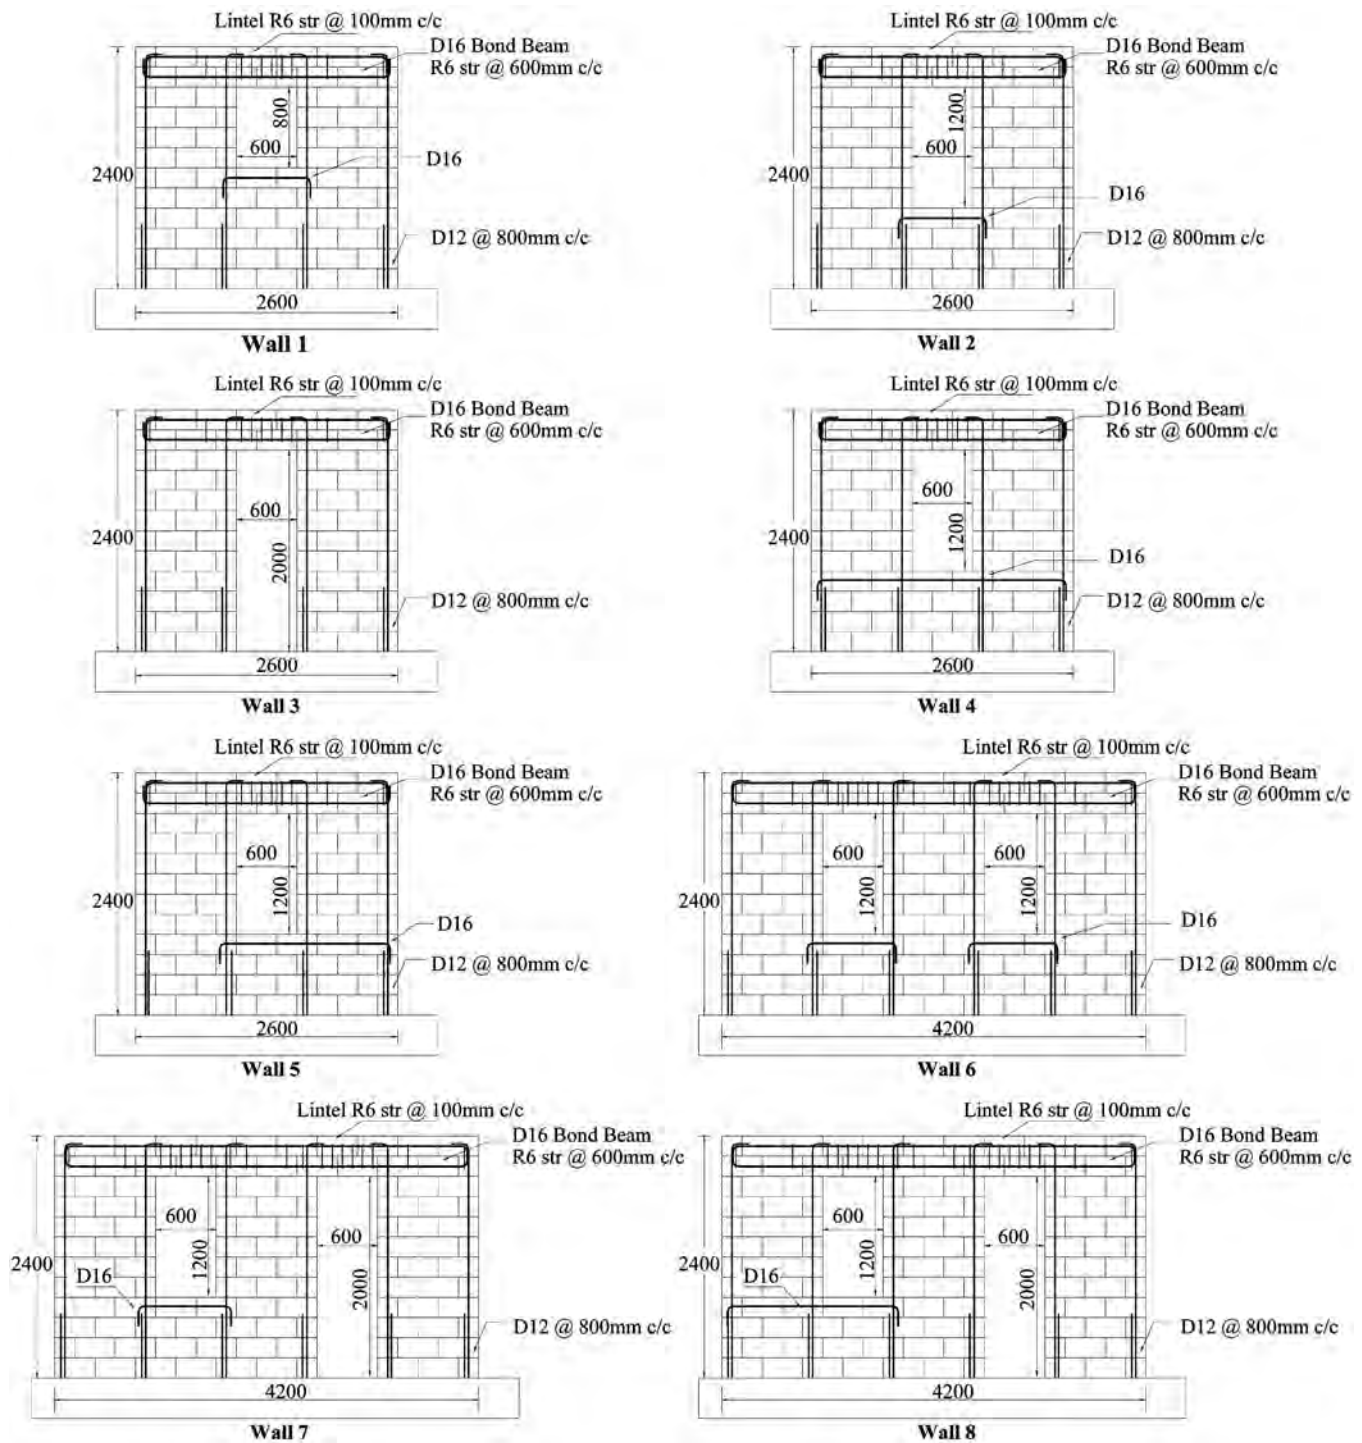 Lintel R6 str @ 100mm c/c
D16 Bond Beam
R6 str @ 600mm c/c
800
600
D16
2400
D12 @ 800mm c/c
2600
Wall 1
Lintel R6 str @ 100mm c/c
D16 Bond Beam
R6 str @ 600mm c/c
1200
600
2400
D16
D12 @ 800mm c/c
2600
Wall 2
Lintel R6 str @ 100mm c/c
D16 Bond Beam
R6 str @ 600mm c/c
600
2400
2000
D12 @ 800mm c/c
2600
Wall 3
Lintel R6 str @ 100mm c/c
D16 Bond Beam
R6 str @ 600mm c/c
600
2400
1200
D16
D12 @ 800mm c/c
2600
Wall 4
Lintel R6 str @ 100mm c/c
D16 Bond Beam
R6 str @ 600mm c/c
600
2400
1200
D16
D12 @ 800mm c/c
2600
Wall 5
Lintel R6 str @ 100mm c/c
D16 Bond Beam
R6 str @ 600mm c/c
600
600
2400
1200
1200
D16
D12 @ 800mm c/c
4200
Wall 6
Lintel R6 str @ 100mm c/c
D16 Bond Beam
R6 str @ 600mm c/c
600
600
2400
1200
D16
2000
D12 @ 800mm c/c
4200
Wall 7
Lintel R6 str @ 100mm c/c
D16 Bond Beam
R6 str @ 600mm c/c
600
600
2400
1200
D16
2000
D12 @ 800mm c/c
4200
Wall 8